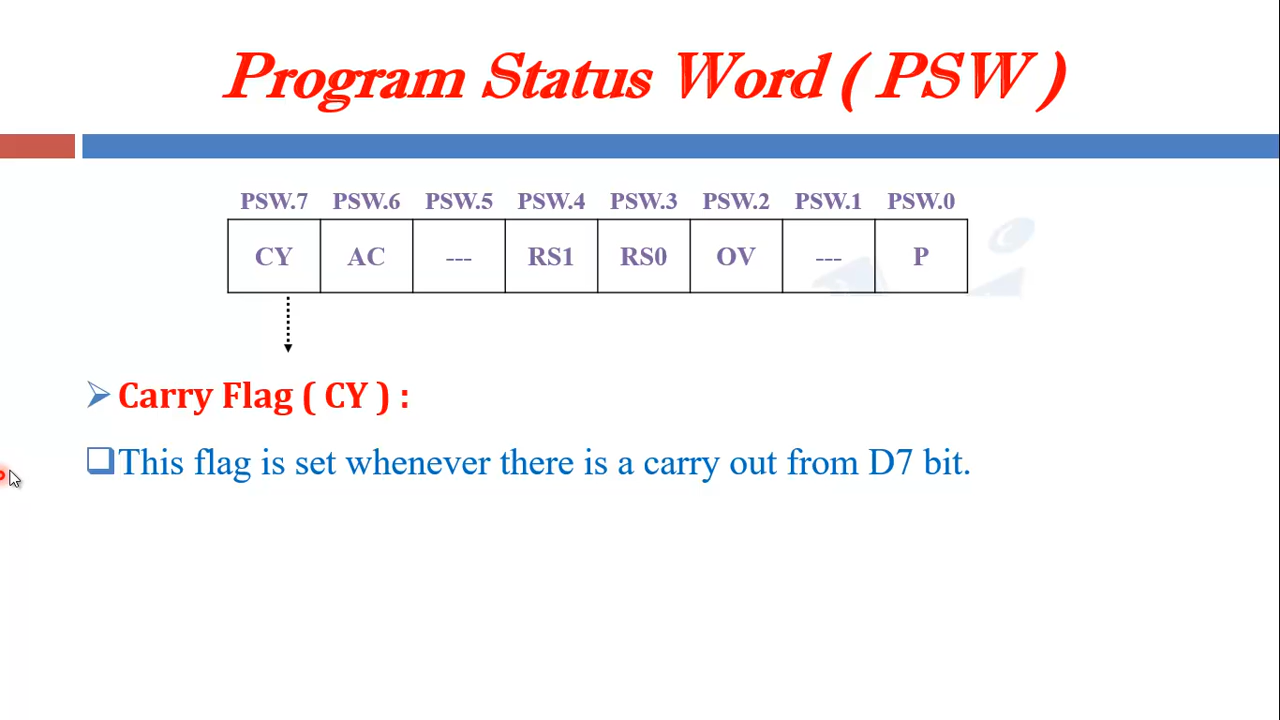 Program Status Word ( PSW )
PSW.7 PSW.6 PSW.5 PSW.4 PSW.3 PSW.2 PSW.1 PSW.0
CY AC --- RS1 RS0 OV --- P
Carry Flag ( CY ) :
This flag is set whenever there is a carry out from D7 bit.